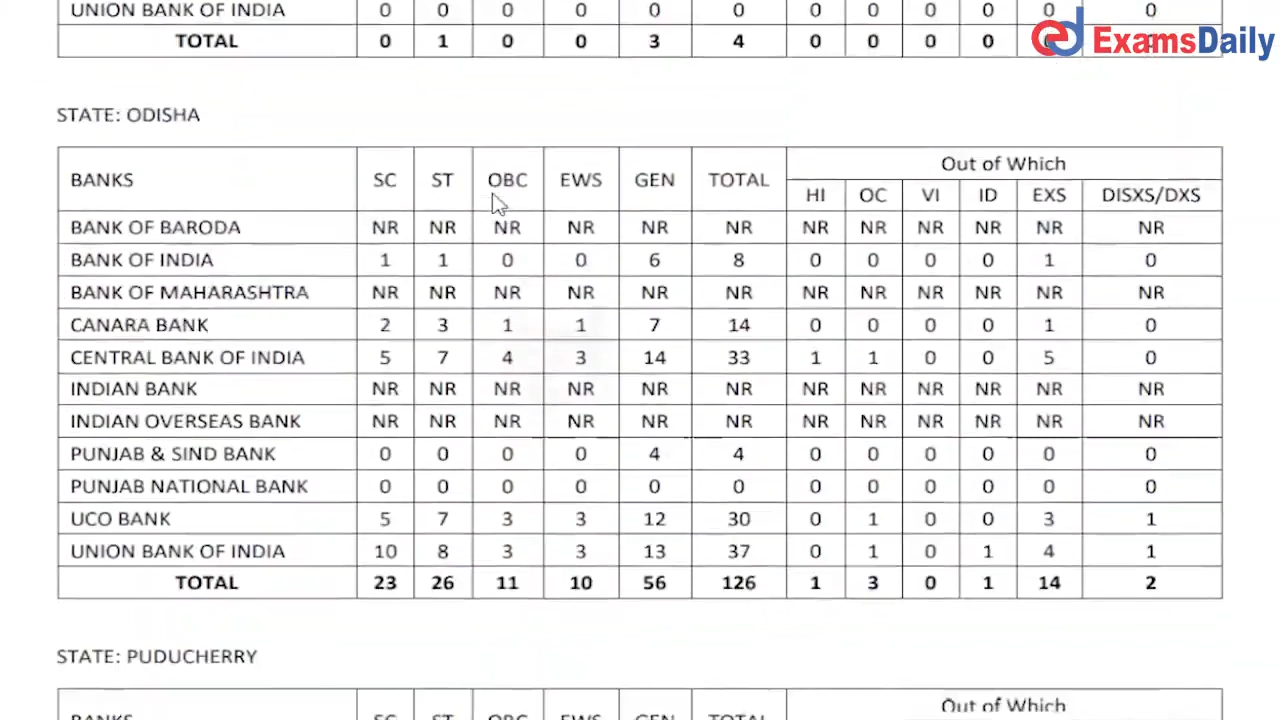 UNION BANK OF INDIA 0 0 0 0 0 0 0 0 0 0 0 0
TOTAL 0 1 0 0 3 4 0 0 0 0 0
ExamsDaily
STATE: ODISHA
BANKS SC ST OBC EWS GEN TOTAL Out of Which
HI OC VI ID EXS DISXS/DXS
BANK OF BARODA NR NR NR NR NR NR NR NR NR NR NR NR
BANK OF INDIA 1 1 0 0 6 8 0 0 0 0 1 0
BANK OF MAHARASHTRA NR NR NR NR NR NR NR NR NR NR NR NR
CANARA BANK 2 3 1 1 7 14 0 0 0 0 1 0
CENTRAL BANK OF INDIA 5 7 4 3 14 33 1 1 0 0 5 0
INDIAN BANK NR NR NR NR NR NR NR NR NR NR NR NR
INDIAN OVERSEAS BANK NR NR NR NR NR NR NR NR NR NR NR NR
PUNJAB & SIND BANK 0 0 0 0 4 4 0 0 0 0 0 0
PUNJAB NATIONAL BANK 0 0 0 0 0 0 0 0 0 0 0 0
UCO BANK 5 7 3 3 12 30 0 1 0 0 3 1
UNION BANK OF INDIA 10 8 3 3 13 37 0 1 0 1 4 1
TOTAL 23 26 11 10 56 126 1 3 0 1 14 2
STATE: PUDUCHERRY
BANKS SC ST OBC EWS GEN TOTAL Out of Which